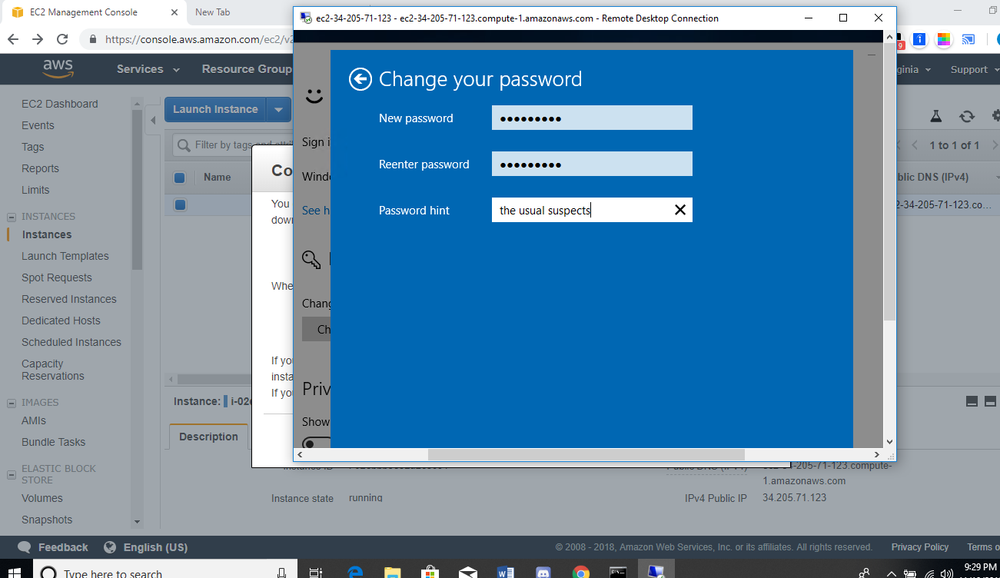 EC2 Management Console
New Tab
ec2-34-205-71-123 - ec2-34-205-71-123.compute-1.amazonaws.com - Remote Desktop Connection
https://console.aws.amazon.com/ec2/v2
9
aws
Services
Resource Group
ginia
Support
EC2 Dashboard
Events
Tags
Reports
Limits
INSTANCES
Instances
Launch Templates
Spot Requests
Reserved Instances
Dedicated Hosts
Scheduled Instances
Capacity
Reservations
IMAGES
AMIs
Bundle Tasks
ELASTIC BLOCK
STORE
Volumes
Snapshots
Launch Instance
Filter by tags and attri
1 to 1 of 1
Name
blic DNS (IPv4)
2-34-205-71-123.co...
Co
You
dow
Whe
If yo
insta
If you
Sign i
Windo
See h
Chang
Ch
Priv
Show
Change your password
New password
Reenter password
Password hint
the usual suspects
Instance:
i-02
Description
Instance ID
Public DNS (IPv4)
ec2-34-205-71-123.compute-
1.amazonaws.com
Instance state
running
IPv4 Public IP
34.205.71.123
Feedback
English (US)
© 2008 - 2018, Amazon Web Services, Inc. or its affiliates. All rights reserved.
Privacy Policy
Terms o
Type here to search
9:29 PM